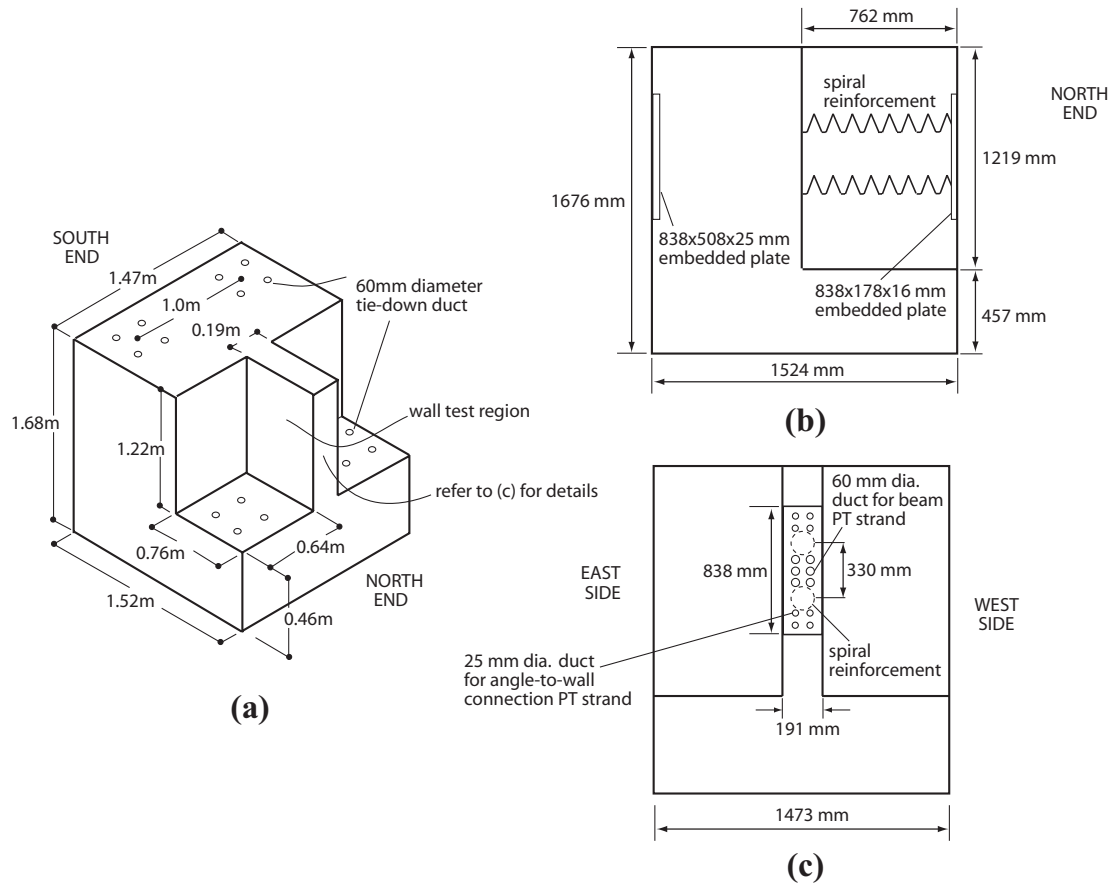 SOUTH
END
1.47m
1.0m
0.19m
60mm diameter
tie-down duct
1.68m
1.22m
wall test region
refer to (c) for details
0.76m
0.64m
1.52m
0.46m
NORTH
END
(a)
762 mm
spiral
reinforcement
NORTH
END
1676 mm
1219 mm
838x508x25 mm
embedded plate
838x178x16 mm
embedded plate
457 mm
1524 mm
(b)
60 mm dia.
duct for beam
PT strand
EAST
SIDE
838 mm
330 mm
WEST
SIDE
25 mm dia. duct
for angle-to-wall
connection PT strand
spiral
reinforcement
191 mm
1473 mm
(c)